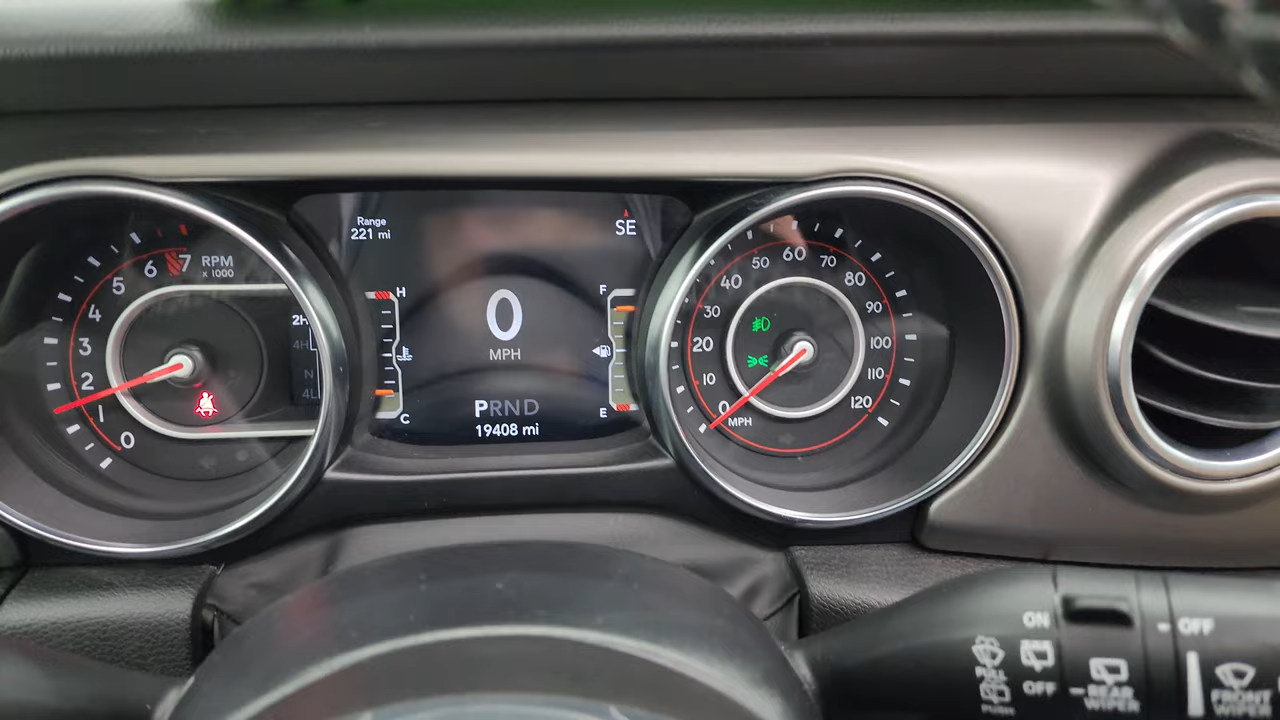 0
1
2
3
4
5
6
7
RPM
x 1000
2H
4H
N
4L
Range
221 mi
SE
H
C
0
MPH
F
E
PRND
19408 mi
0
10
20
30
40
50
60
70
80
90
100
110
120
MPH
ON
OFF
PULL
PUSH
REAR
WIPER
OFF
FRONT
WIPER